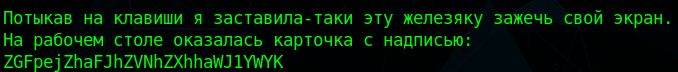 Потыкав на клавиши я заставила-таки эту железяку зажечь свой экран.
На рабочем столе оказалась карточка с надписью:
ZGFpejZhaFJhZVNhZXhhaWJ1YWYK